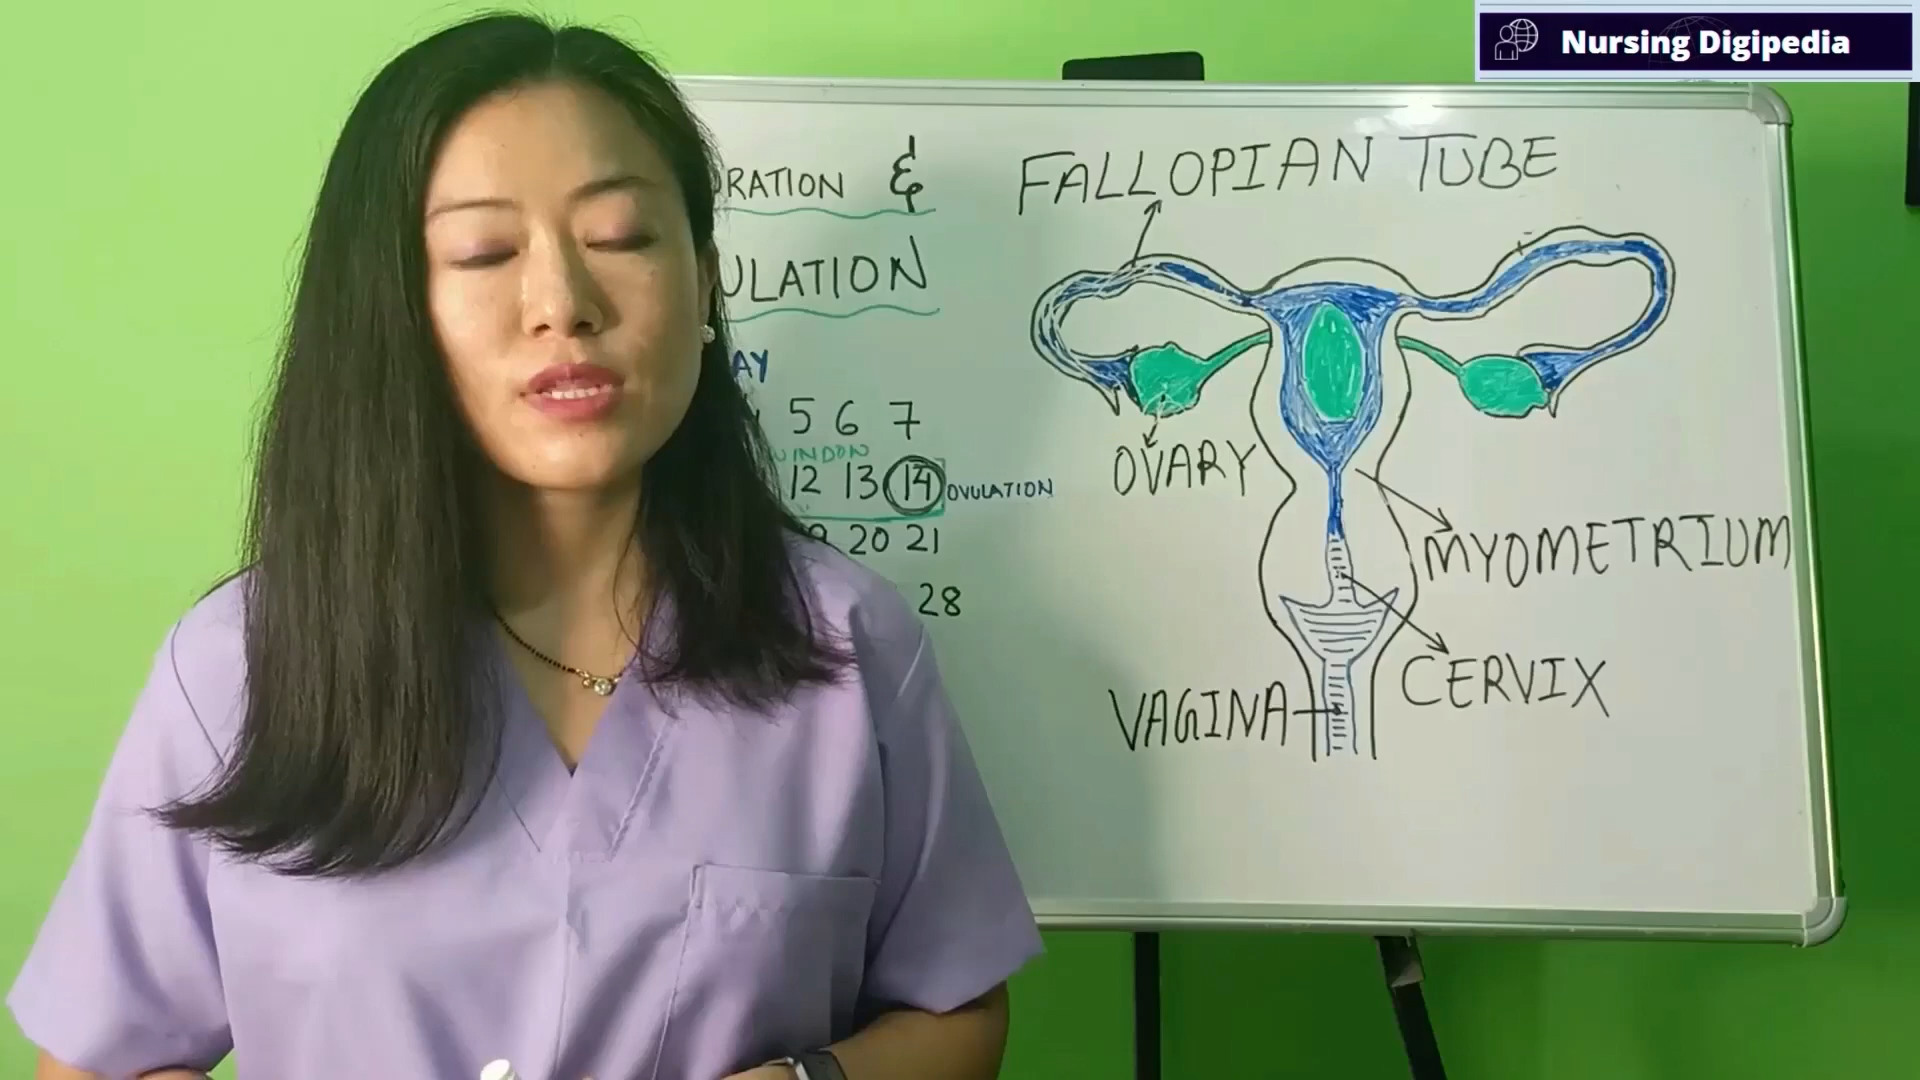 Nursing Digipedia
RATION &
ULATION
AY
5 6 7
12 13 14 OVULATION
20 21
28
FALLOPIAN TUBE
OVARY
MYOMETRIUM
CERVIX
VAGINA